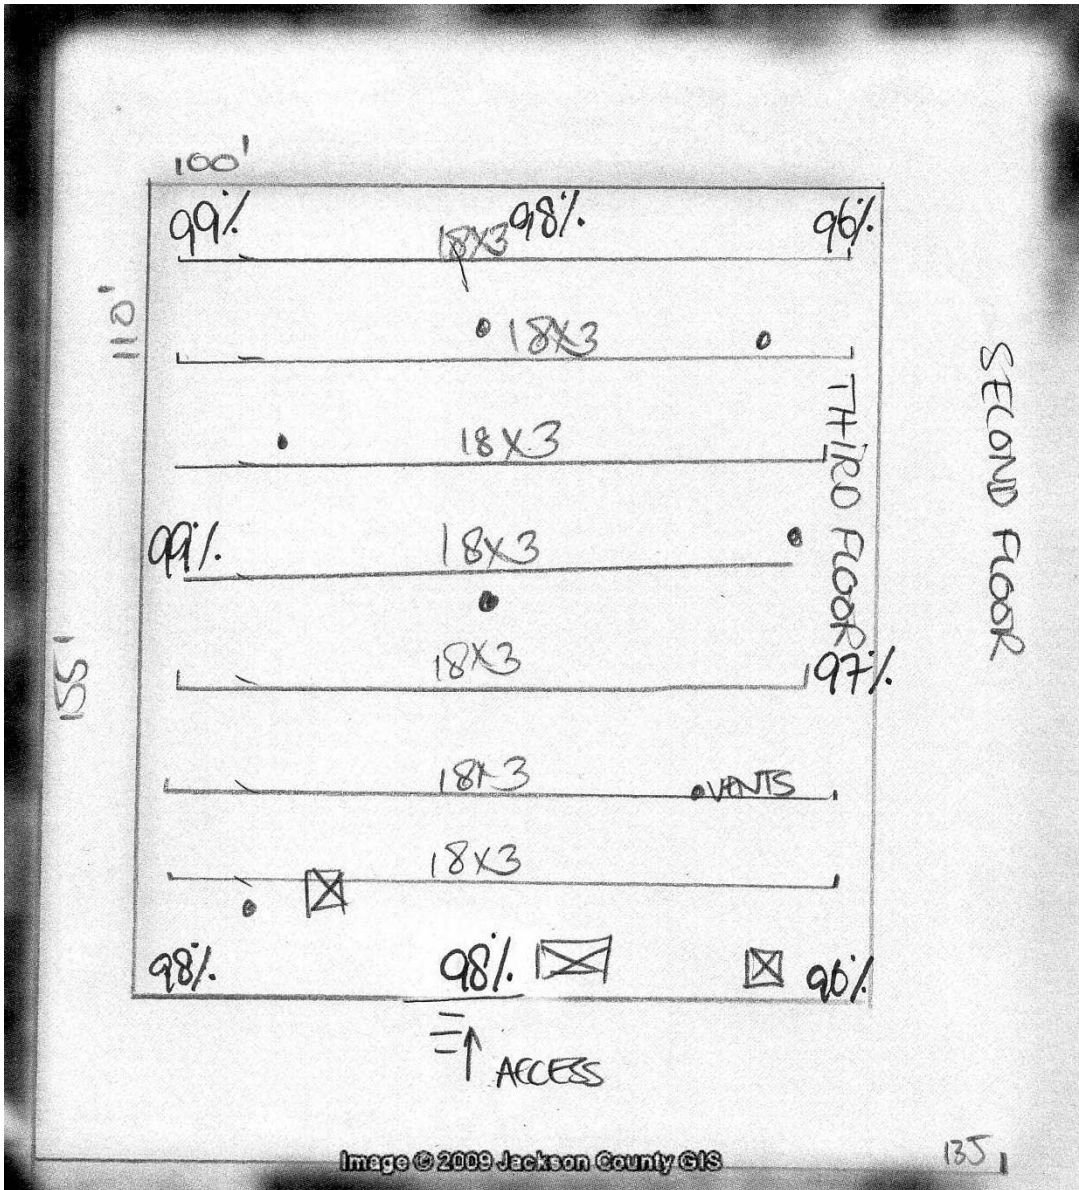 100'
99%
98%
96%
18X3
110'
18X3
18X3
THIRD FLOOR
SECOND FLOOR
99%
18X3
155'
18X3
97%
18X3
VENTS
18X3
98%
98%
96%
ACCESS
135'
Image © 2009 Jackson County GIS